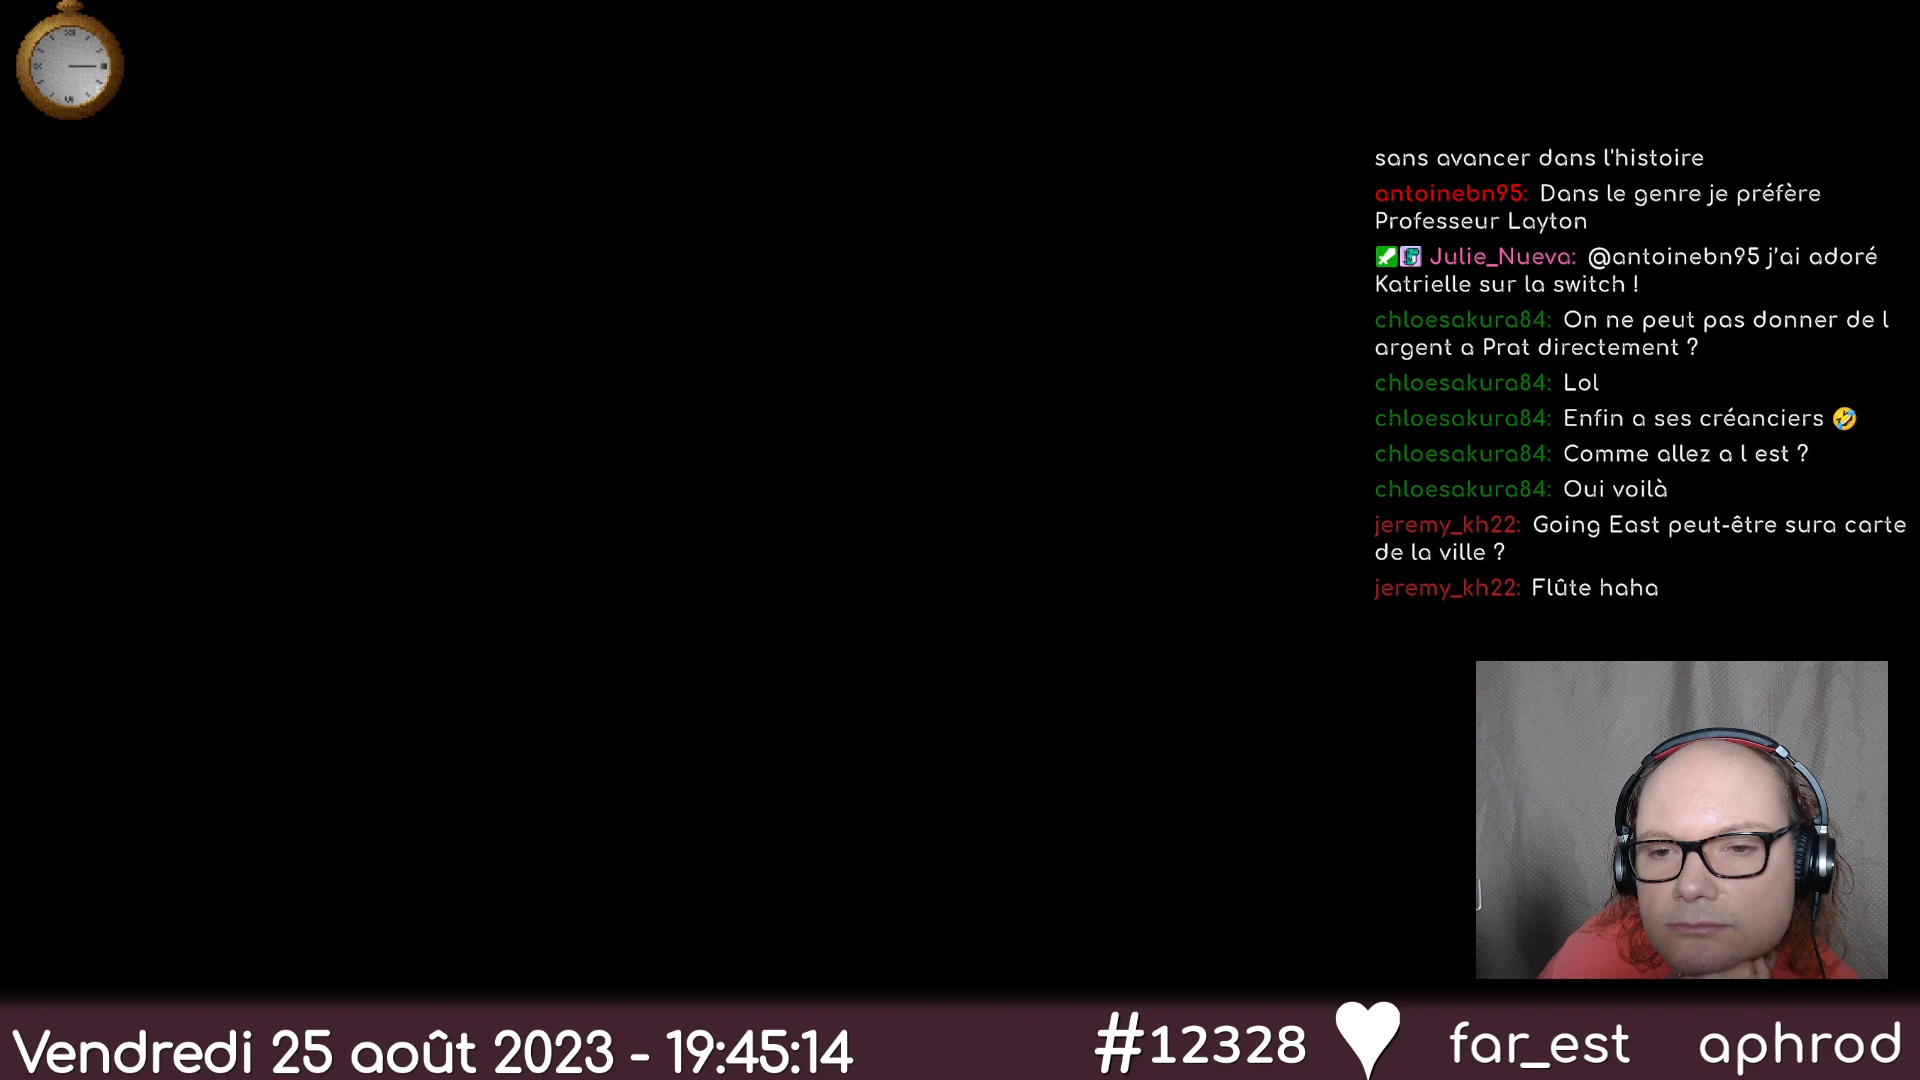 sans avancer dans l'histoire
antoinebn95: Dans le genre je préfère
Professeur Layton
Julie_Nueva: @antoinebn95 j'ai adoré
Katrielle sur la switch !
chloesakura84: On ne peut pas donner de l
argent a Prat directement ?
chloesakura84: Lol
chloesakura84: Enfin a ses créanciers 🤣
chloesakura84: Comme allez a l est ?
chloesakura84: Oui voilà
jeremy_kh22: Going East peut-être sura carte
de la ville ?
jeremy_kh22: Flûte haha
Vendredi 25 août 2023 - 19:45:14
#12328
far_est
aphrod